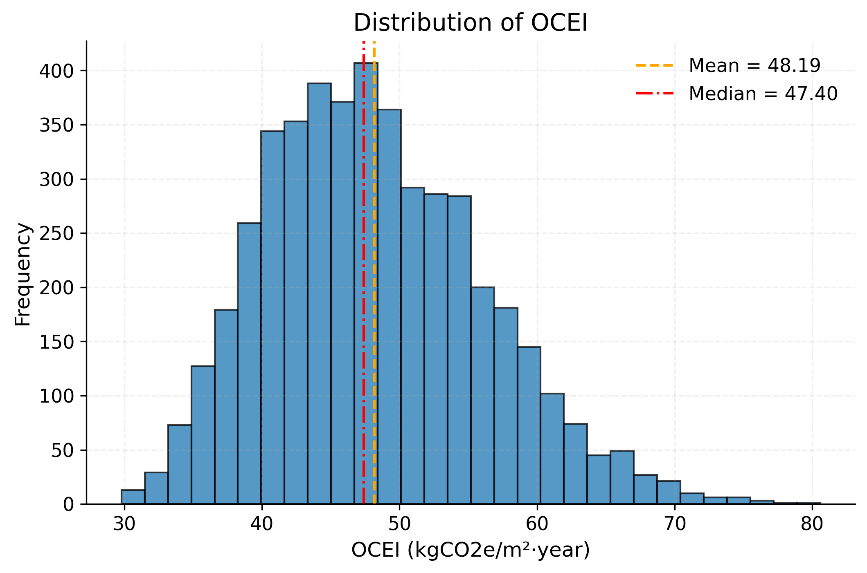 Distribution of OCEI
Mean = 48.19
Median = 47.40
Frequency
400
350
300
250
200
150
100
50
0
30 40 50 60 70 80
OCEI (kgCO2e/m²·year)